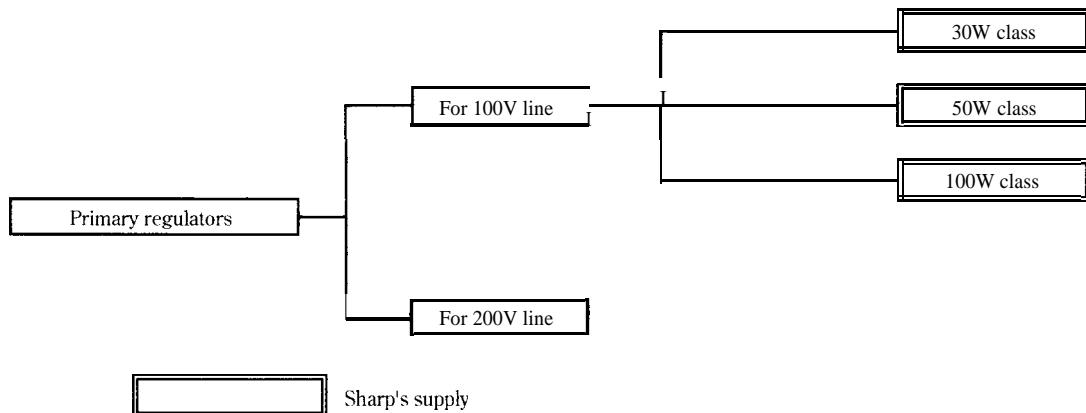 30W class
For 100V line
50W class
100W class
Primary regulators
For 200V line
Sharp's supply